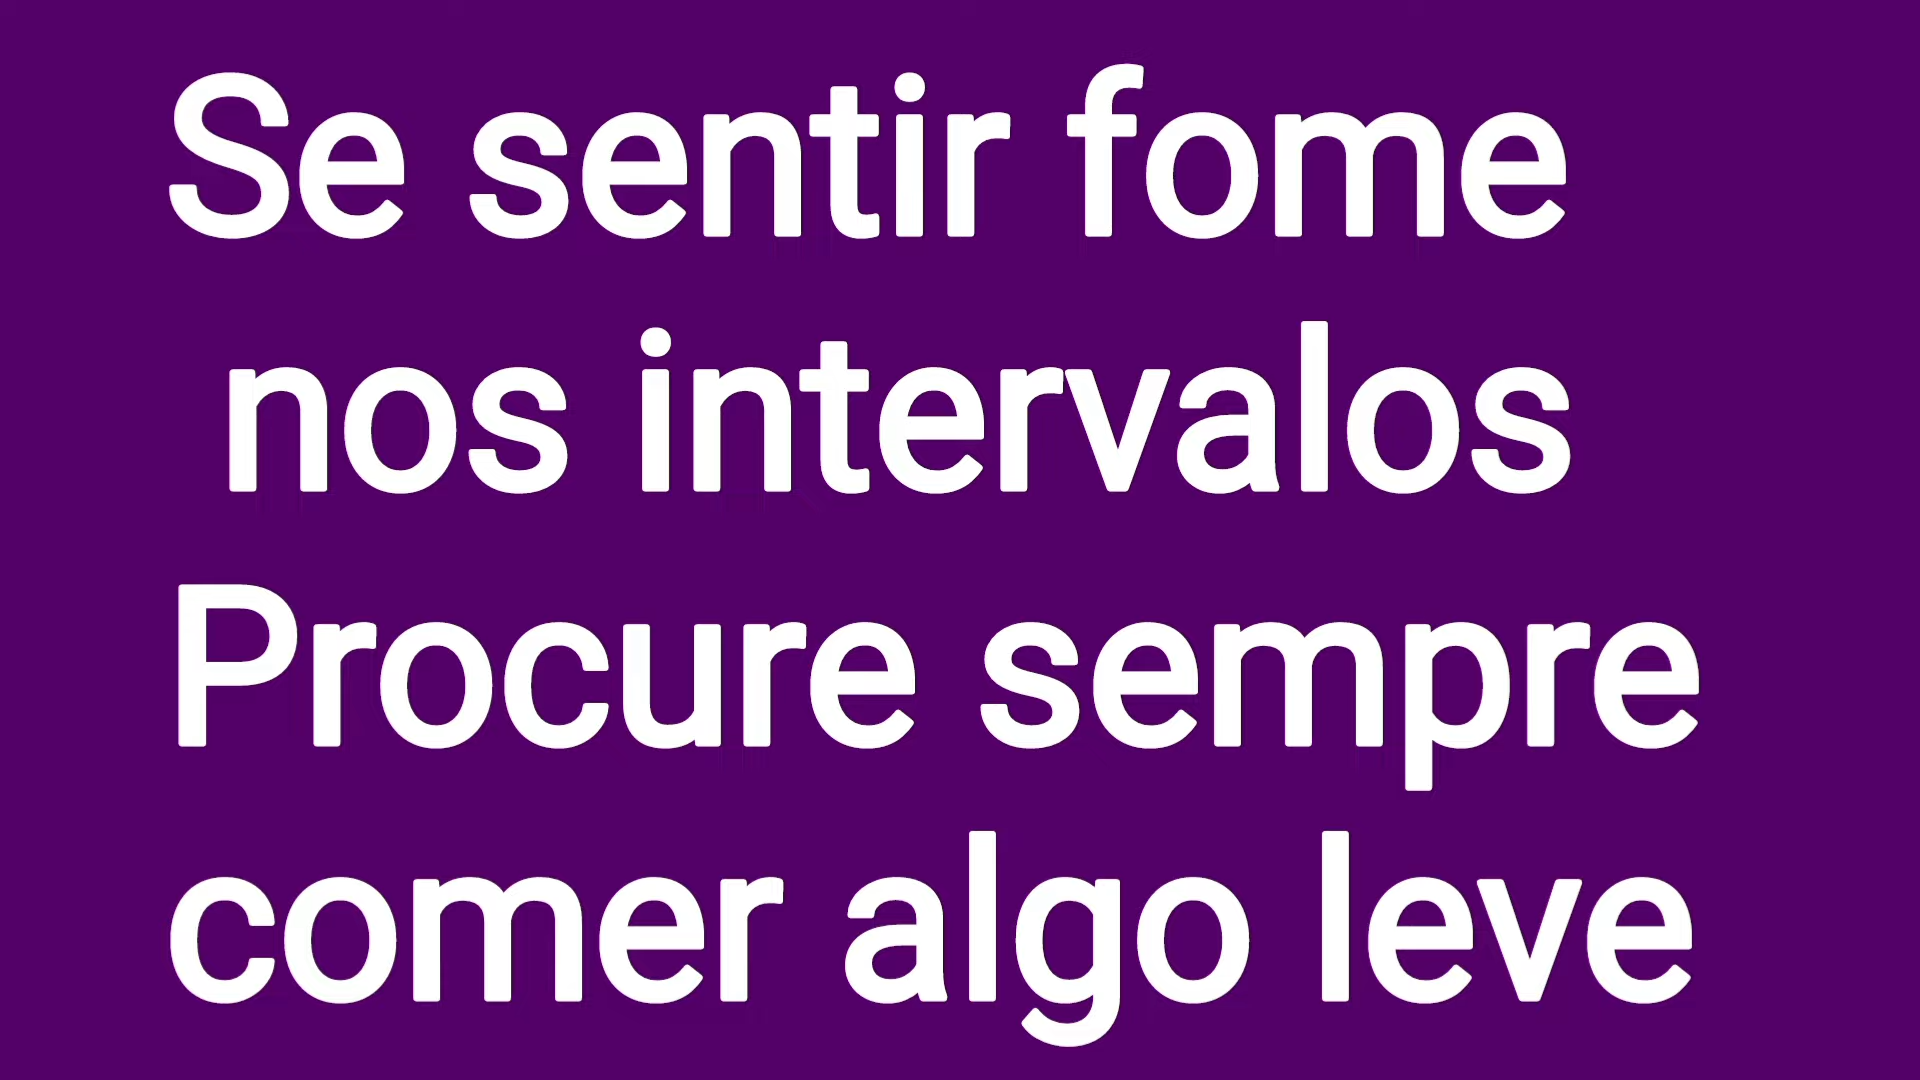 Se sentir fome
nos intervalos
Procure sempre
comer algo leve